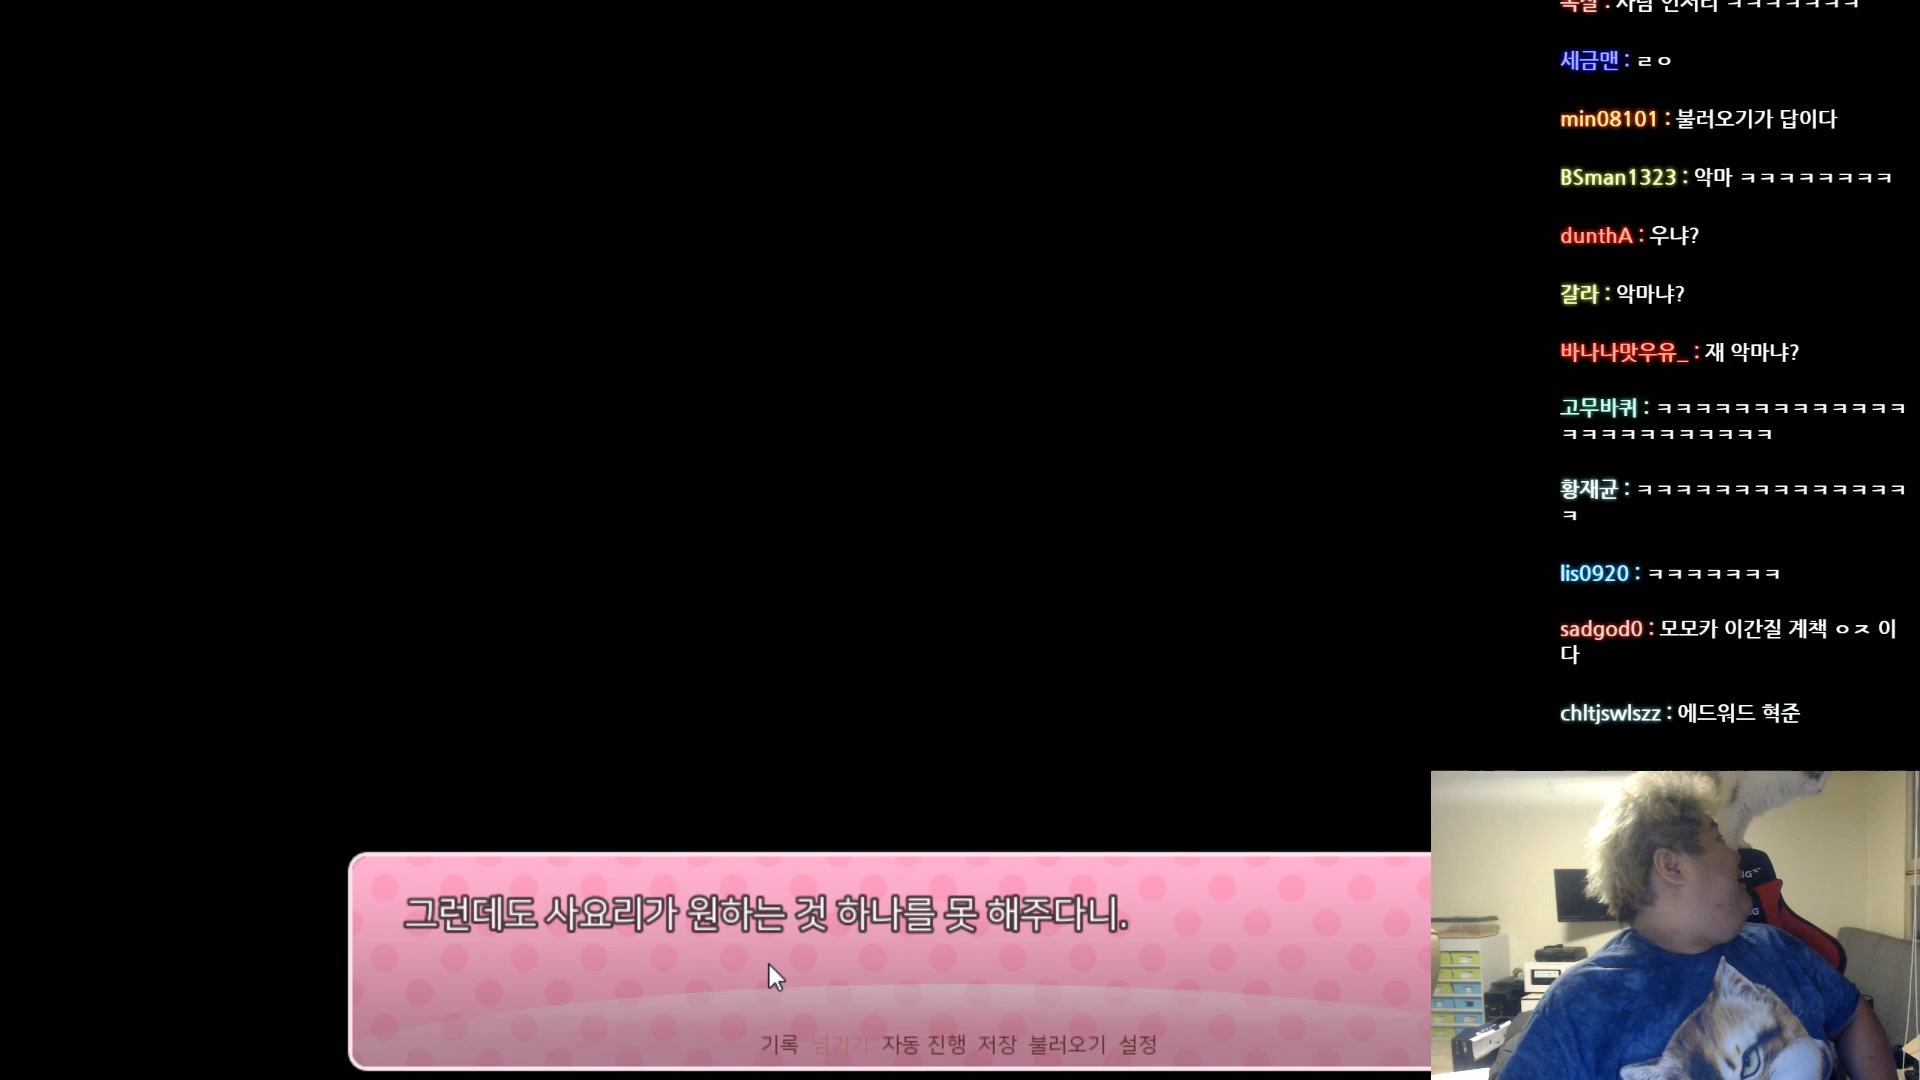 세금맨 : ㄹㅇ
min08101 : 불러오기가 답이다
BSman1323 : 악마 ㅋㅋㅋㅋㅋㅋㅋㅋ
dunthA : 우냐?
갈라 : 악마냐?
바나나맛우유_ : 재 악마냐?
고무바퀴 : ㅋㅋㅋㅋㅋㅋㅋㅋㅋㅋㅋㅋㅋ
ㅋㅋㅋㅋㅋㅋㅋㅋㅋㅋㅋ
황재균 : ㅋㅋㅋㅋㅋㅋㅋㅋㅋㅋㅋㅋㅋㅋ
ㅋ
lis0920 : ㅋㅋㅋㅋㅋㅋㅋ
sadgod0 : 모모카 이간질 계책 ㅇㅈ 이
다
chltjswlszz : 에드워드 혁준
그런데도 사요리가 원하는 것 하나를 못 해주다니.
기록 넘기기 자동 진행 저장 불러오기 설정